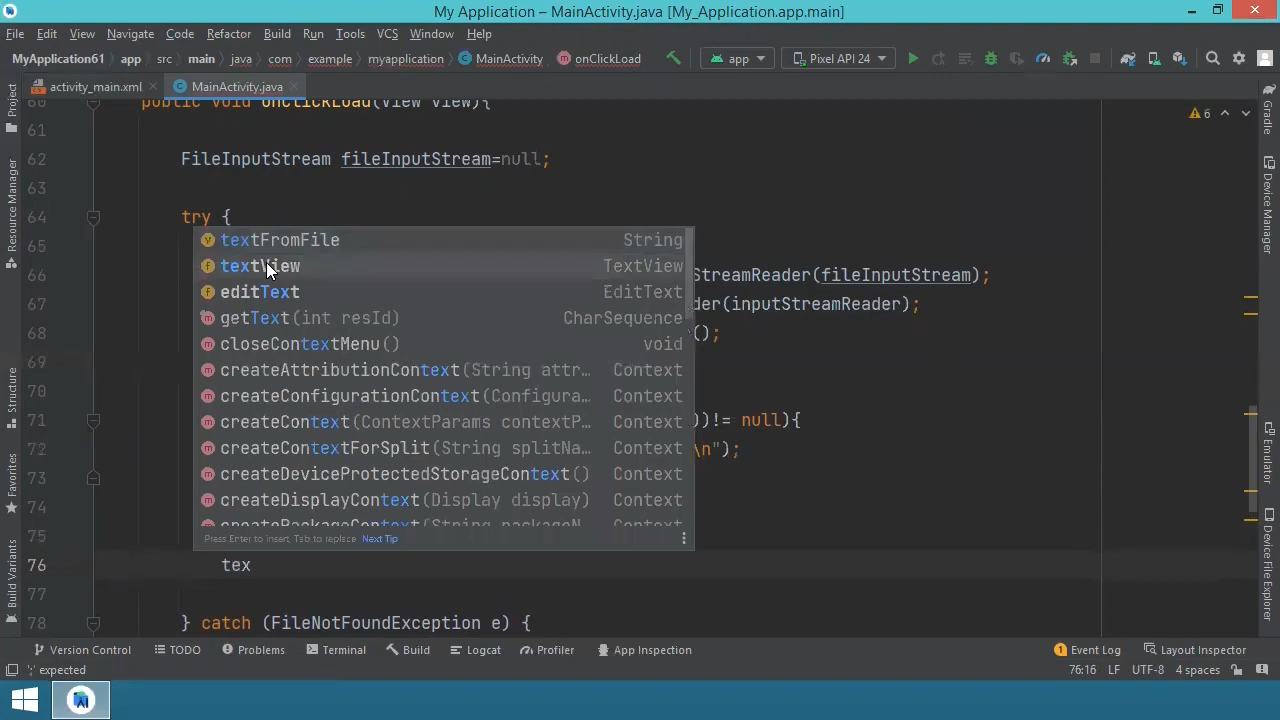 My Application – MainActivity.java [My_Application.app.main]
File Edit View Navigate Code Refactor Build Run Tools VCS Window Help
MyApplication61 app src main java com example myapplication MainActivity onClickLoad app Pixel API 24
activity_main.xml MainActivity.java
60 public void onClickLoad(View view){
6
61
62 FileInputStream fileInputStream=null;
63
64 try {
65
66 StreamReader(fileInputStream);
67 der(inputStreamReader);
68 ();
69
70
71 ))!= null){
72 \n");
73
74
75
76 tex
77
78 } catch (FileNotFoundException e) {
textFromFile String
textView TextView
editText EditText
getText(int resId) CharSequence
closeContextMenu() void
createAttributionContext(String attr… Context
createConfigurationContext(Configura… Context
createContext(ContextParams contextP… Context
createContextForSplit(String splitNa… Context
createDeviceProtectedStorageContext() Context
createDisplayContext(Display display) Context
createPackageContext(String packageN… Context
Press Enter to insert, Tab to replace Next Tip
Project
Resource Manager
Structure
Favorites
Build Variants
Gradle
Device Manager
Emulator
Device File Explorer
Version Control TODO Problems Terminal Build Logcat Profiler App Inspection 1 Event Log Layout Inspector
';' expected 76:16 LF UTF-8 4 spaces